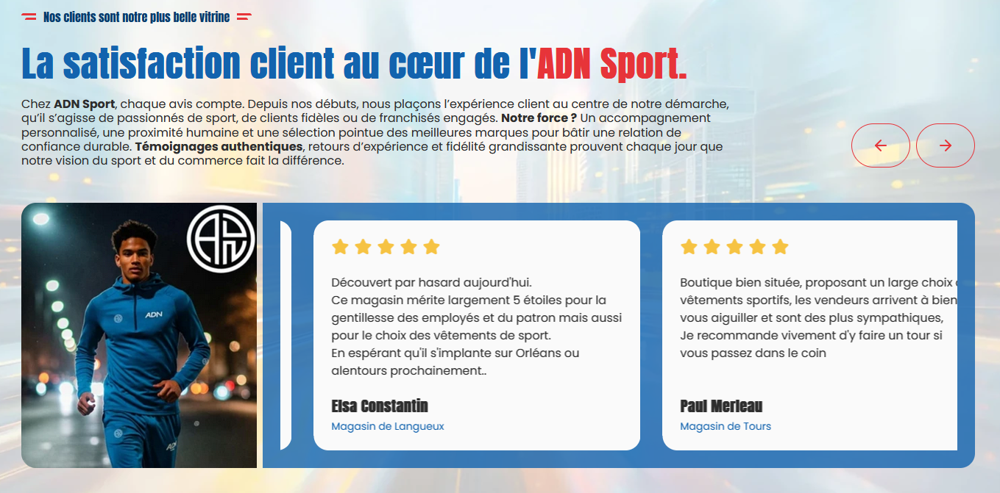 Nos clients sont notre plus belle vitrine
La satisfaction client au cœur de l'ADN Sport.
Chez ADN Sport, chaque avis compte. Depuis nos débuts, nous plaçons l’expérience client au centre de notre démarche,
qu’il s’agisse de passionnés de sport, de clients fidèles ou de franchisés engagés. Notre force ? Un accompagnement
personnalisé, une proximité humaine et une sélection pointue des meilleures marques pour bâtir une relation de
confiance durable. Témoignages authentiques, retours d’expérience et fidélité grandissante prouvent chaque jour que
notre vision du sport et du commerce fait la différence.
ADN
ADN
ADN
Découvert par hasard aujourd'hui.
Ce magasin mérite largement 5 étoiles pour la
gentillesse des employés et du patron mais aussi
pour le choix des vêtements de sport.
En espérant qu'il s'implante sur Orléans ou
alentours prochainement..
Elsa Constantin
Magasin de Langueux
Boutique bien située, proposant un large choix
vêtements sportifs, les vendeurs arrivent à bien
vous aiguiller et sont des plus sympathiques,
Je recommande vivement d'y faire un tour si
vous passez dans le coin
Paul Merleau
Magasin de Tours